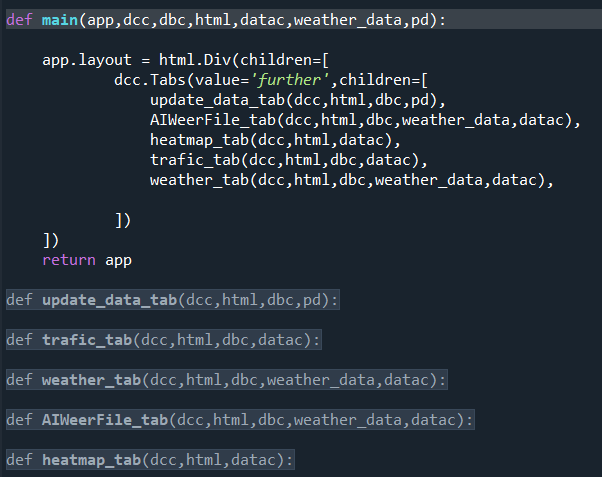 def main(app,dcc,dbc,html,datac,weather_data,pd):
app.layout = html.Div(children=[
dcc.Tabs(value='further',children=[
update_data_tab(dcc,html,dbc,pd),
AIWeerFile_tab(dcc,html,dbc,weather_data,datac),
heatmap_tab(dcc,html,datac),
trafic_tab(dcc,html,dbc,datac),
weather_tab(dcc,html,dbc,weather_data,datac),
])
])
return app
def update_data_tab(dcc,html,dbc,pd):
def trafic_tab(dcc,html,dbc,datac):
def weather_tab(dcc,html,dbc,weather_data,datac):
def AIWeerFile_tab(dcc,html,dbc,weather_data,datac):
def heatmap_tab(dcc,html,datac):